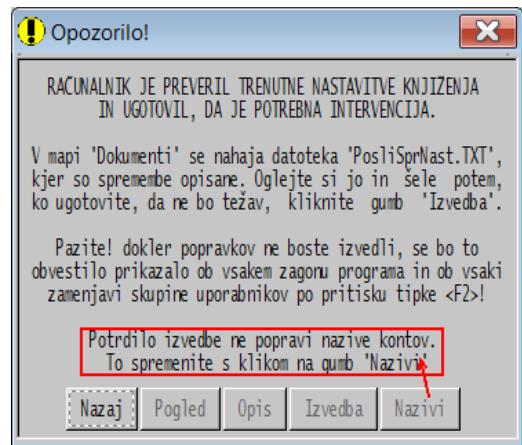 Opozorilo!
RAČUNALNIK JE PREVERIL TRENUTNE NASTAVITVE KNJIŽENJA
IN UGOTOVIL, DA JE POTREBNA INTERVENCIJA.
V mapi 'Dokumenti' se nahaja datoteka 'PosliSprNast.TXT',
kjer so spremembe opisane. Oglejte si jo in šele potem,
ko ugotovite, da ne bo težav, kliknite gumb 'Izvedba'.
Pazite! dokler popravkov ne boste izvedli, se bo to
obvestilo prikazalo ob vsakem zagonu programa in ob vsaki
zamenjavi skupine uporabnikov po pritisku tipke <F2>!
Potrdilo izvedbe ne popravi nazive kontov.
To spremenite s klikom na gumb 'Nazivi'
Nazaj Pogled Opis Izvedba Nazivi